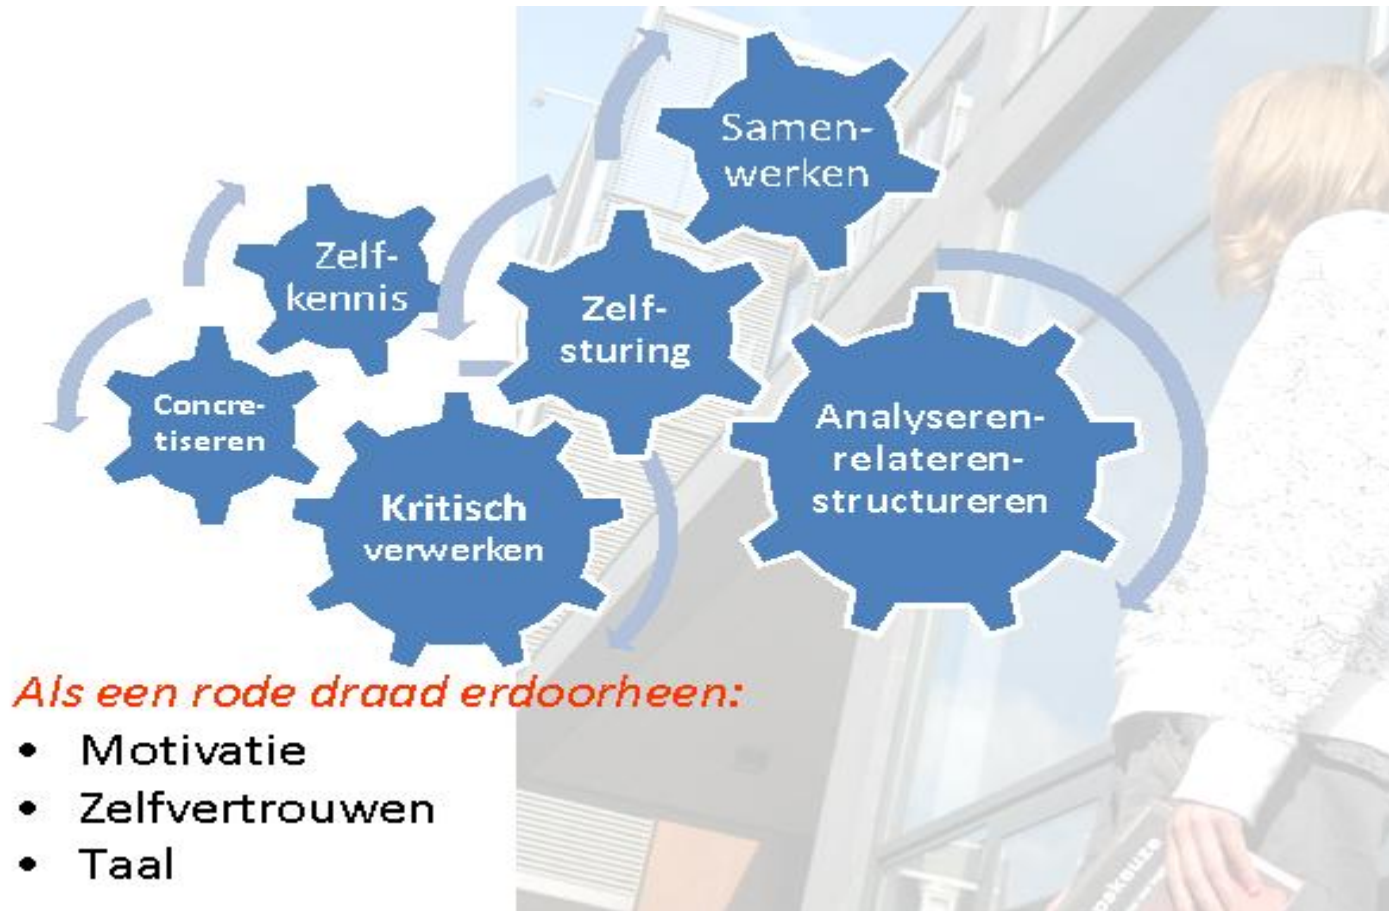 Samen-
werken
Zelf-
kennis
Zelf-
sturing
Concre-
tiseren
Kritisch
verwerken
Analyseren-
relateren-
structureren
Als een rode draad erdoorheen:
• Motivatie
• Zelfvertrouwen
• Taal